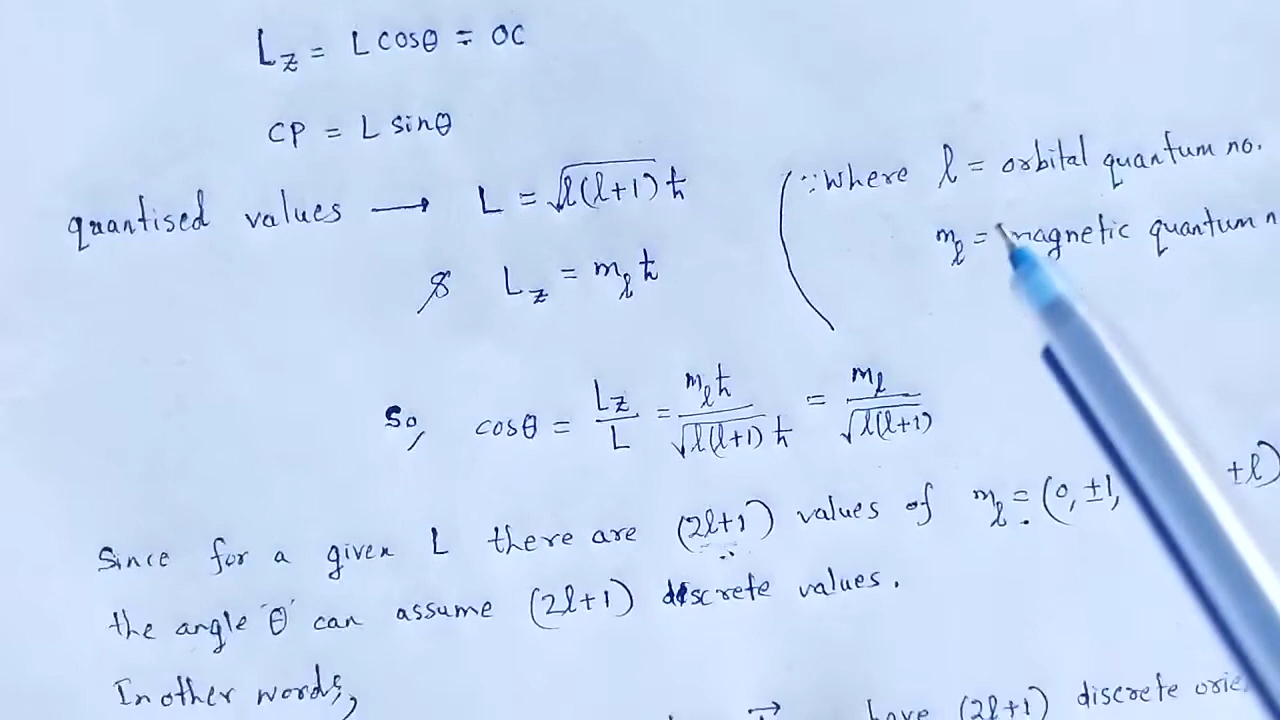 L_z = L cosθ = OC
CP = L sinθ
quantised values → L = √l(l+1) ħ
& L_z = m_l ħ
(∵ where l = orbital quantum no.
m_l = magnetic quantum n
So, cosθ = L_z/L = m_l ħ/√l(l+1) ħ = m_l/√l(l+1)
Since for a given L there are (2l+1) values of m_l = (0, ±1, +l)
the angle 'θ' can assume (2l+1) discrete values.
In other words,
have (2l+1) discrete orie